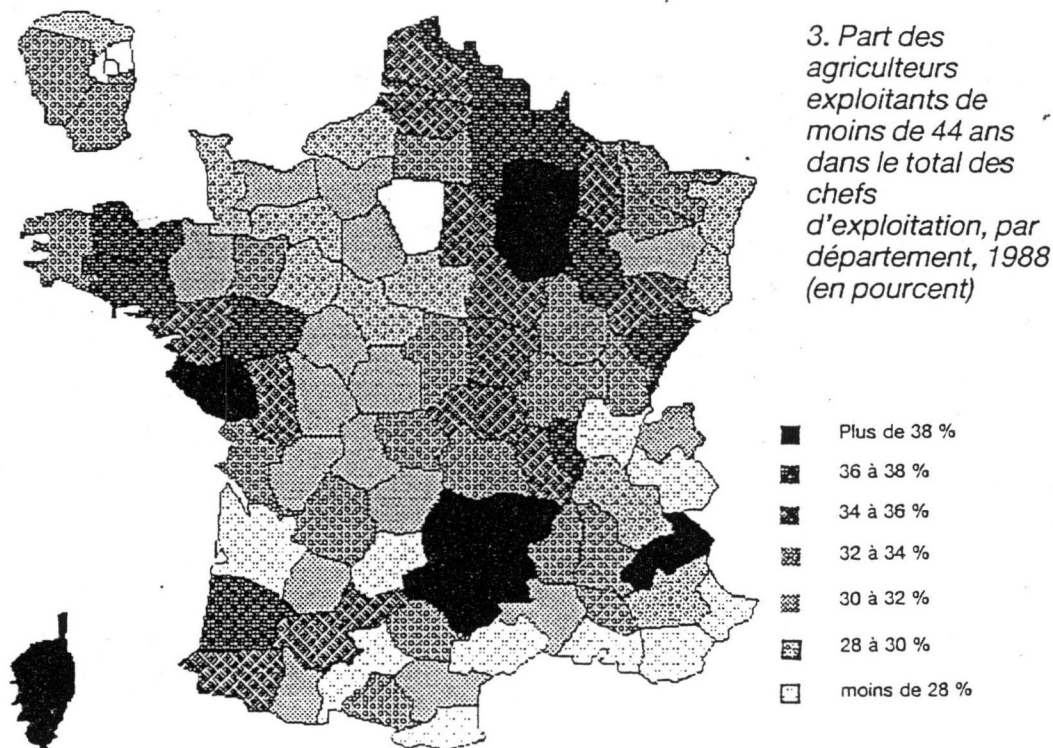 3. Part des
agriculteurs
exploitants de
moins de 44 ans
dans le total des
chefs
d'exploitation, par
département, 1988
(en pourcent)
Plus de 38 %
36 à 38 %
34 à 36 %
32 à 34 %
30 à 32 %
28 à 30 %
moins de 28 %